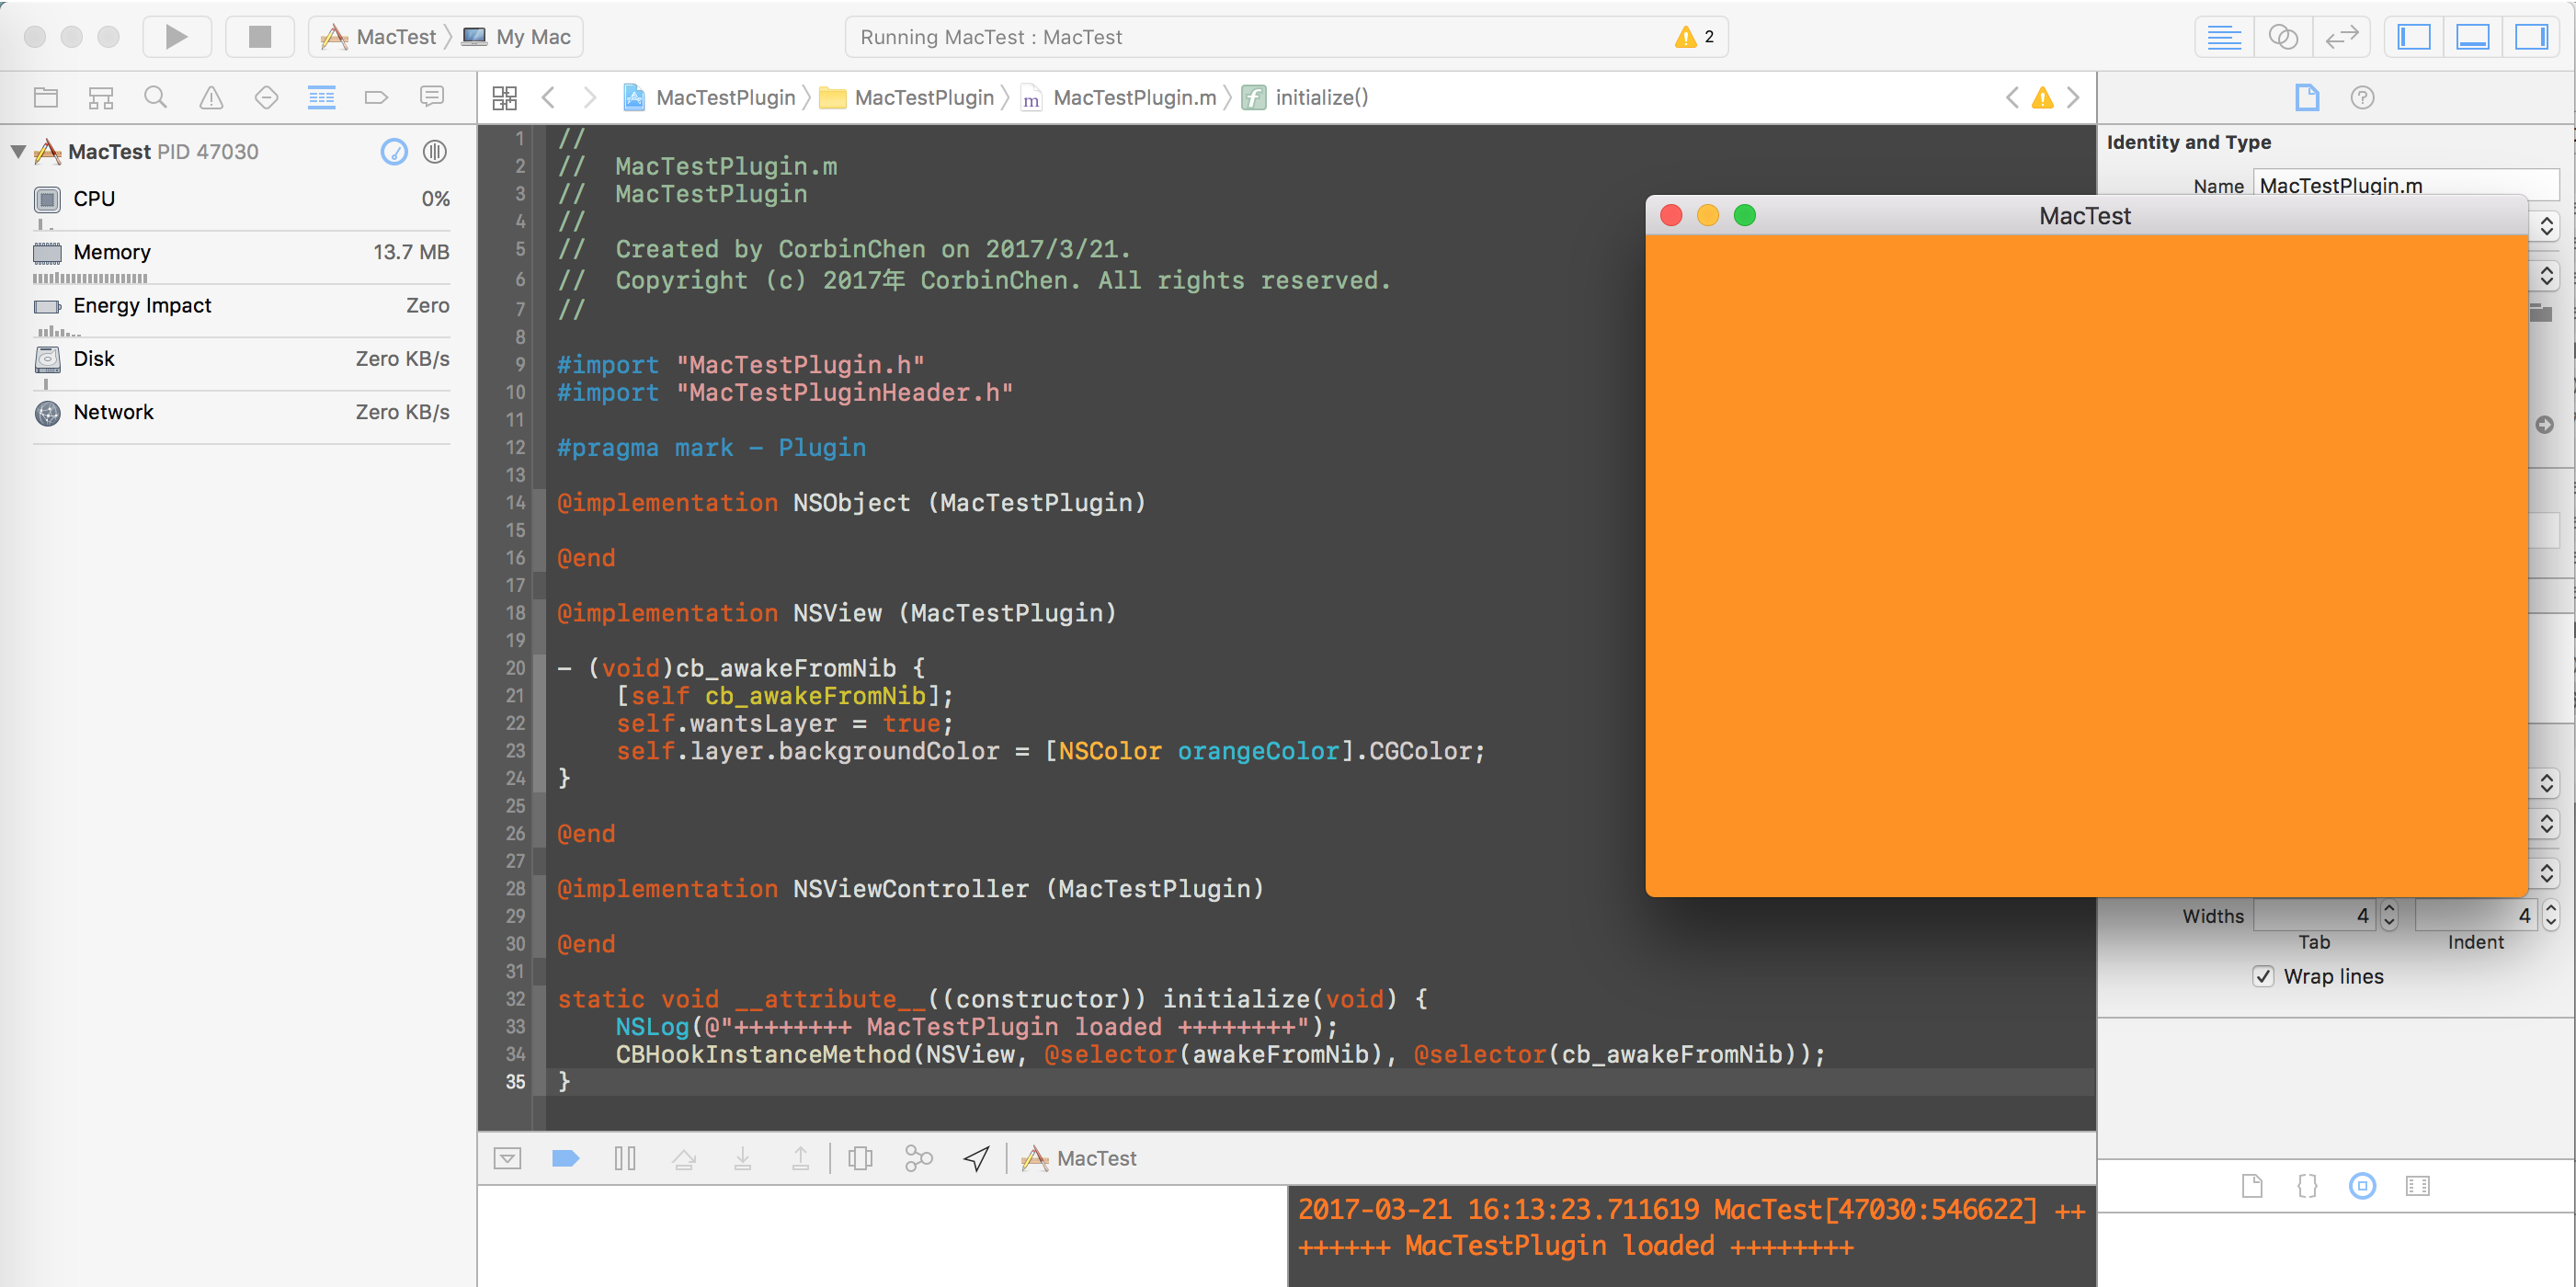 MacTest My Mac
Running MacTest : MacTest 2
MacTestPlugin MacTestPlugin m MacTestPlugin.m f initialize()
MacTest PID 47030
CPU 0%
Memory 13.7 MB
Energy Impact Zero
Disk Zero KB/s
Network Zero KB/s
1 //
2 //  MacTestPlugin.m
3 //  MacTestPlugin
4 //
5 //  Created by CorbinChen on 2017/3/21.
6 //  Copyright (c) 2017年 CorbinChen. All rights reserved.
7 //
8
9 #import "MacTestPlugin.h"
10 #import "MacTestPluginHeader.h"
11
12 #pragma mark - Plugin
13
14 @implementation NSObject (MacTestPlugin)
15
16 @end
17
18 @implementation NSView (MacTestPlugin)
19
20 - (void)cb_awakeFromNib {
21     [self cb_awakeFromNib];
22     self.wantsLayer = true;
23     self.layer.backgroundColor = [NSColor orangeColor].CGColor;
24 }
25
26 @end
27
28 @implementation NSViewController (MacTestPlugin)
29
30 @end
31
32 static void __attribute__((constructor)) initialize(void) {
33     NSLog(@"++++++++ MacTestPlugin loaded ++++++++");
34     CBHookInstanceMethod(NSView, @selector(awakeFromNib), @selector(cb_awakeFromNib));
35 }
MacTest
2017-03-21 16:13:23.711619 MacTest[47030:546622] ++
++++++ MacTestPlugin loaded ++++++++
Identity and Type
Name MacTestPlugin.m
MacTest
Widths 4 4
Tab Indent
Wrap lines